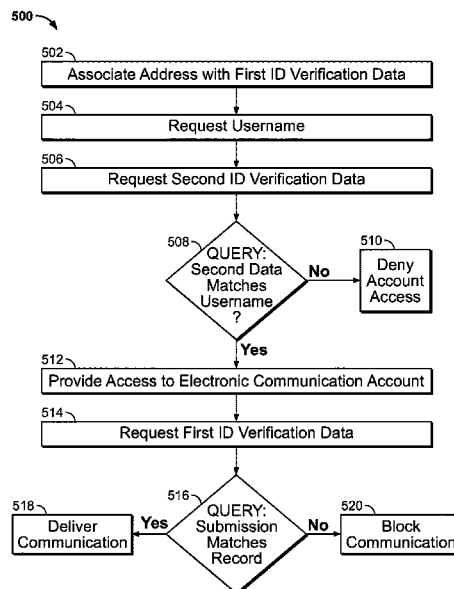 500
502
Associate Address with First ID Verification Data
504
Request Username
506
Request Second ID Verification Data
508
QUERY:
Second Data
Matches
Username
?
No
510
Deny
Account
Access
Yes
512
Provide Access to Electronic Communication Account
514
Request First ID Verification Data
516
QUERY:
Submission
Matches
Record
Yes
518
Deliver
Communication
No
520
Block
Communication